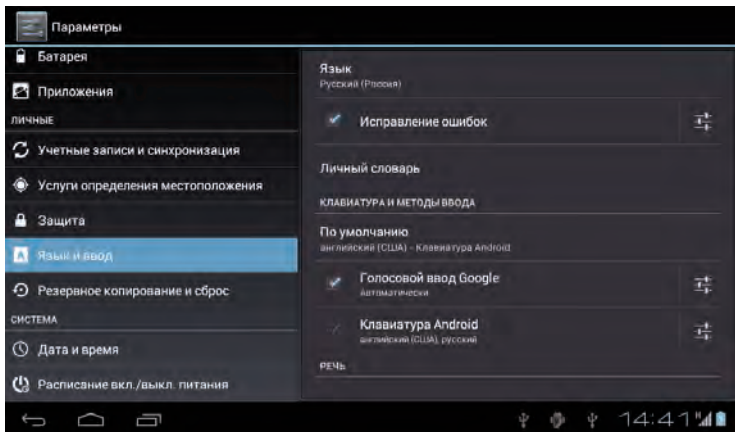 Параметры
Батарея
Приложения
ЛИЧНЫЕ
Учетные записи и синхронизация
Услуги определения местоположения
Защита
Язык и ввод
Резервное копирование и сброс
СИСТЕМА
Дата и время
Расписание вкл./выкл. питания
Язык
Русский (Россия)
Исправление ошибок
Личный словарь
КЛАВИАТУРА И МЕТОДЫ ВВОДА
По умолчанию
английский (США) - Клавиатура Android
Голосовой ввод Google
Автоматически
Клавиатура Android
английский (США), русский
РЕЧЬ
14:41